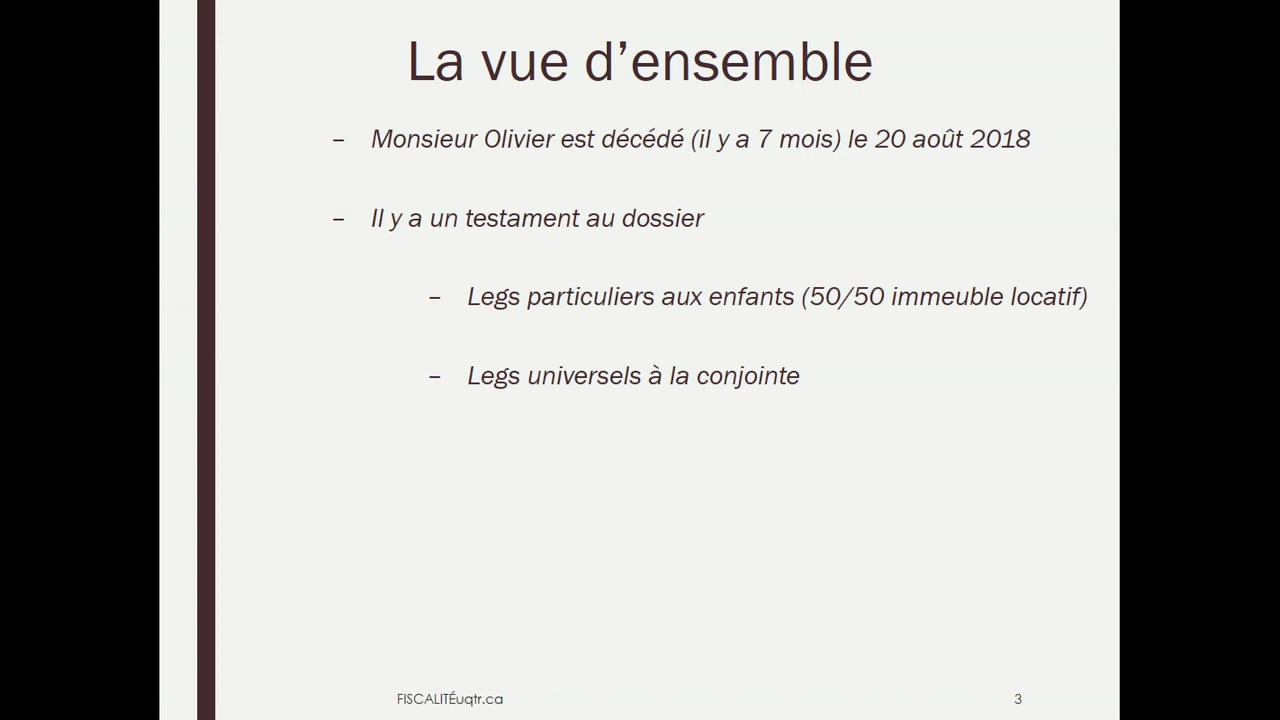 La vue d’ensemble
– Monsieur Olivier est décédé (il y a 7 mois) le 20 août 2018
– Il y a un testament au dossier
– Legs particuliers aux enfants (50/50 immeuble locatif)
– Legs universels à la conjointe
FISCALITÉuqtr.ca 3